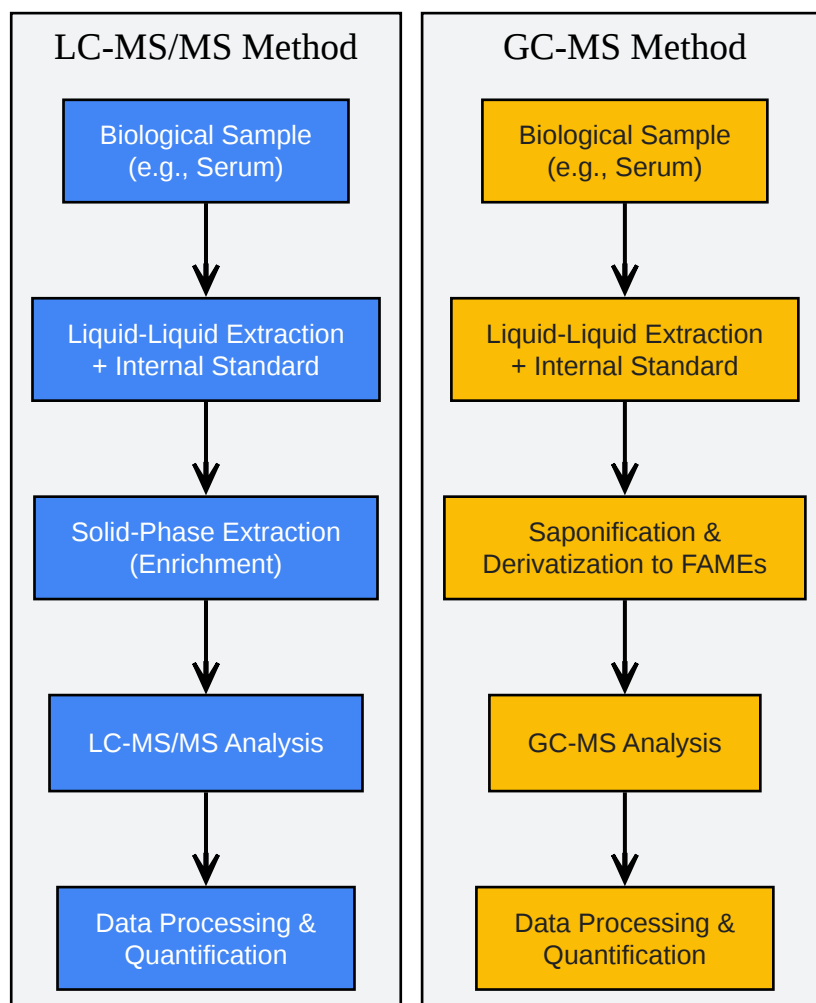 LC-MS/MS Method
Biological Sample
(e.g., Serum)
Liquid-Liquid Extraction
+ Internal Standard
Solid-Phase Extraction
(Enrichment)
LC-MS/MS Analysis
Data Processing &
Quantification
GC-MS Method
Biological Sample
(e.g., Serum)
Liquid-Liquid Extraction
+ Internal Standard
Saponification &
Derivatization to FAMEs
GC-MS Analysis
Data Processing &
Quantification